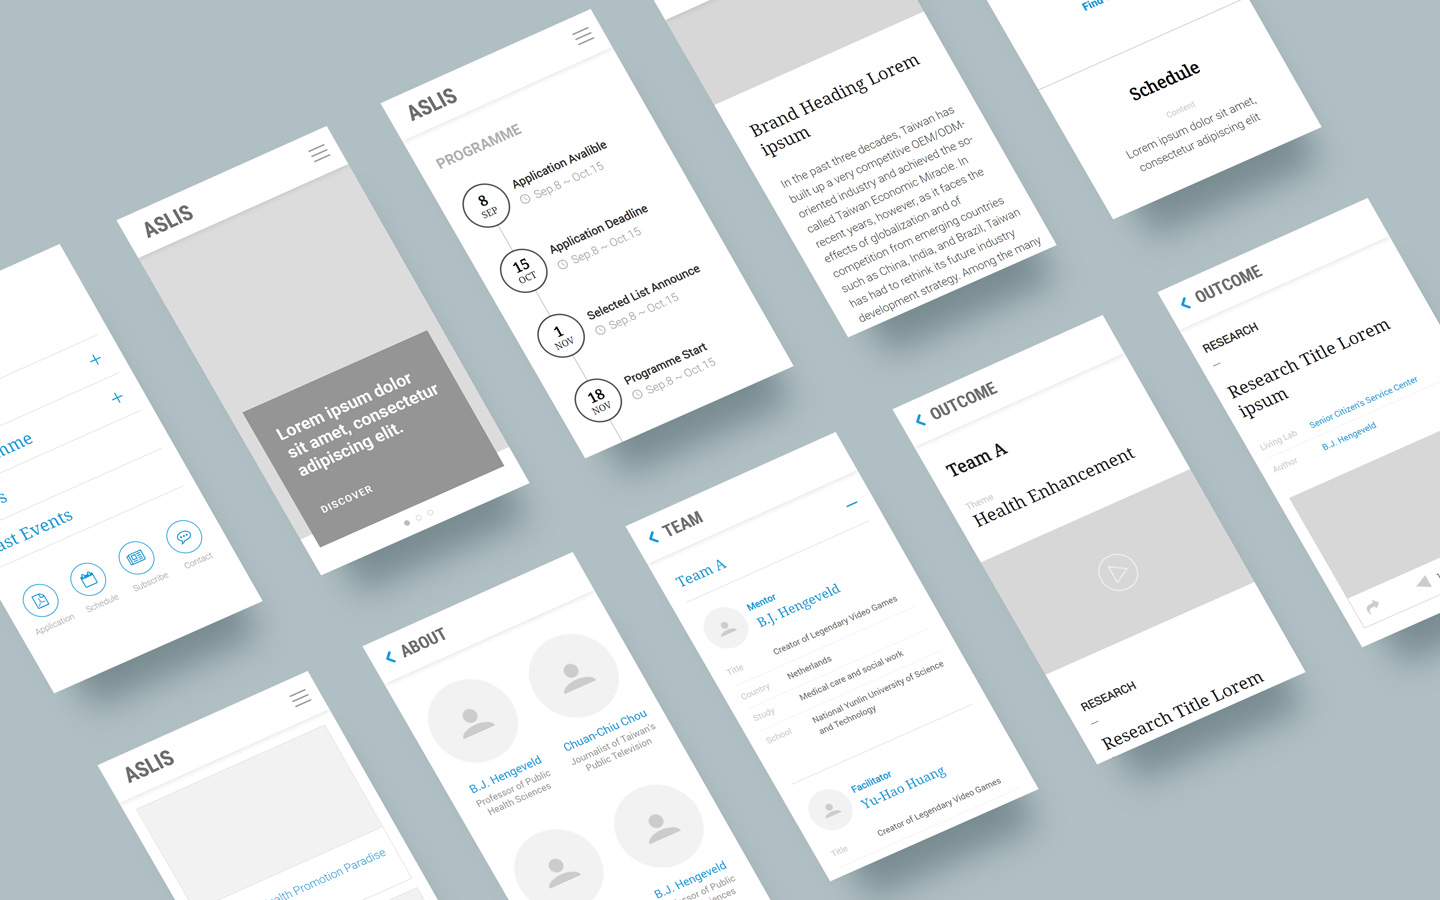 mme
s
ast Events
Application
Schedule
Subscribe
Contact
ASLIS
Lorem ipsum dolor
sit amet, consectetur
adipiscing elit.
DISCOVER
ASLIS
PROGRAMME
8
SEP
Application Avalible
Sep.8 ~ Oct.15
15
OCT
Application Deadline
Sep.8 ~ Oct.15
1
NOV
Selected List Announce
Sep.8 ~ Oct.15
18
NOV
Programme Start
Sep.8 ~ Oct.15
Brand Heading Lorem
ipsum
In the past three decades, Taiwan has
built up a very competitive OEM/ODM-
oriented industry and achieved the so-
called Taiwan Economic Miracle. In
recent years, however, as it faces the
effects of globalization and of
competition from emerging countries
such as China, India, and Brazil, Taiwan
has had to rethink its future industry
development strategy. Among the many
Find
Schedule
Content
Lorem ipsum dolor sit amet,
consectetur adipiscing elit
ASLIS
alth Promotion Paradise
ABOUT
B.J. Hengeveld
Professor of Public
Health Sciences
Chuan-Chiu Chou
Journalist of Taiwan's
Public Television
B.J. Hengeveld
ssor of Public
ciences
TEAM
Team A
Mentor
B.J. Hengeveld
Title
Creator of Legendary Video Games
Country
Netherlands
Study
Medical care and social work
School
National Yunlin University of Science
and Technology
Facilitator
Yu-Hao Huang
Title
Creator of Legendary Video Games
OUTCOME
Team A
Theme
Health Enhancement
RESEARCH
Research Title Lorem
OUTCOME
RESEARCH
Research Title Lorem
ipsum
Living Lab
Senior Citizen's Service Center
Author
B.J. Hengeveld